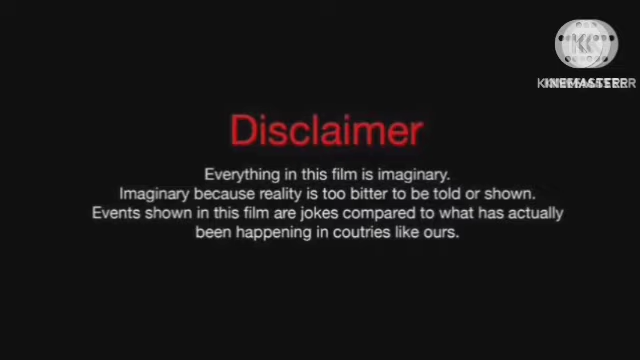 Disclaimer
Everything in this film is imaginary.
Imaginary because reality is too bitter to be told or shown.
Events shown in this film are jokes compared to what has actually
been happening in coutries like ours.